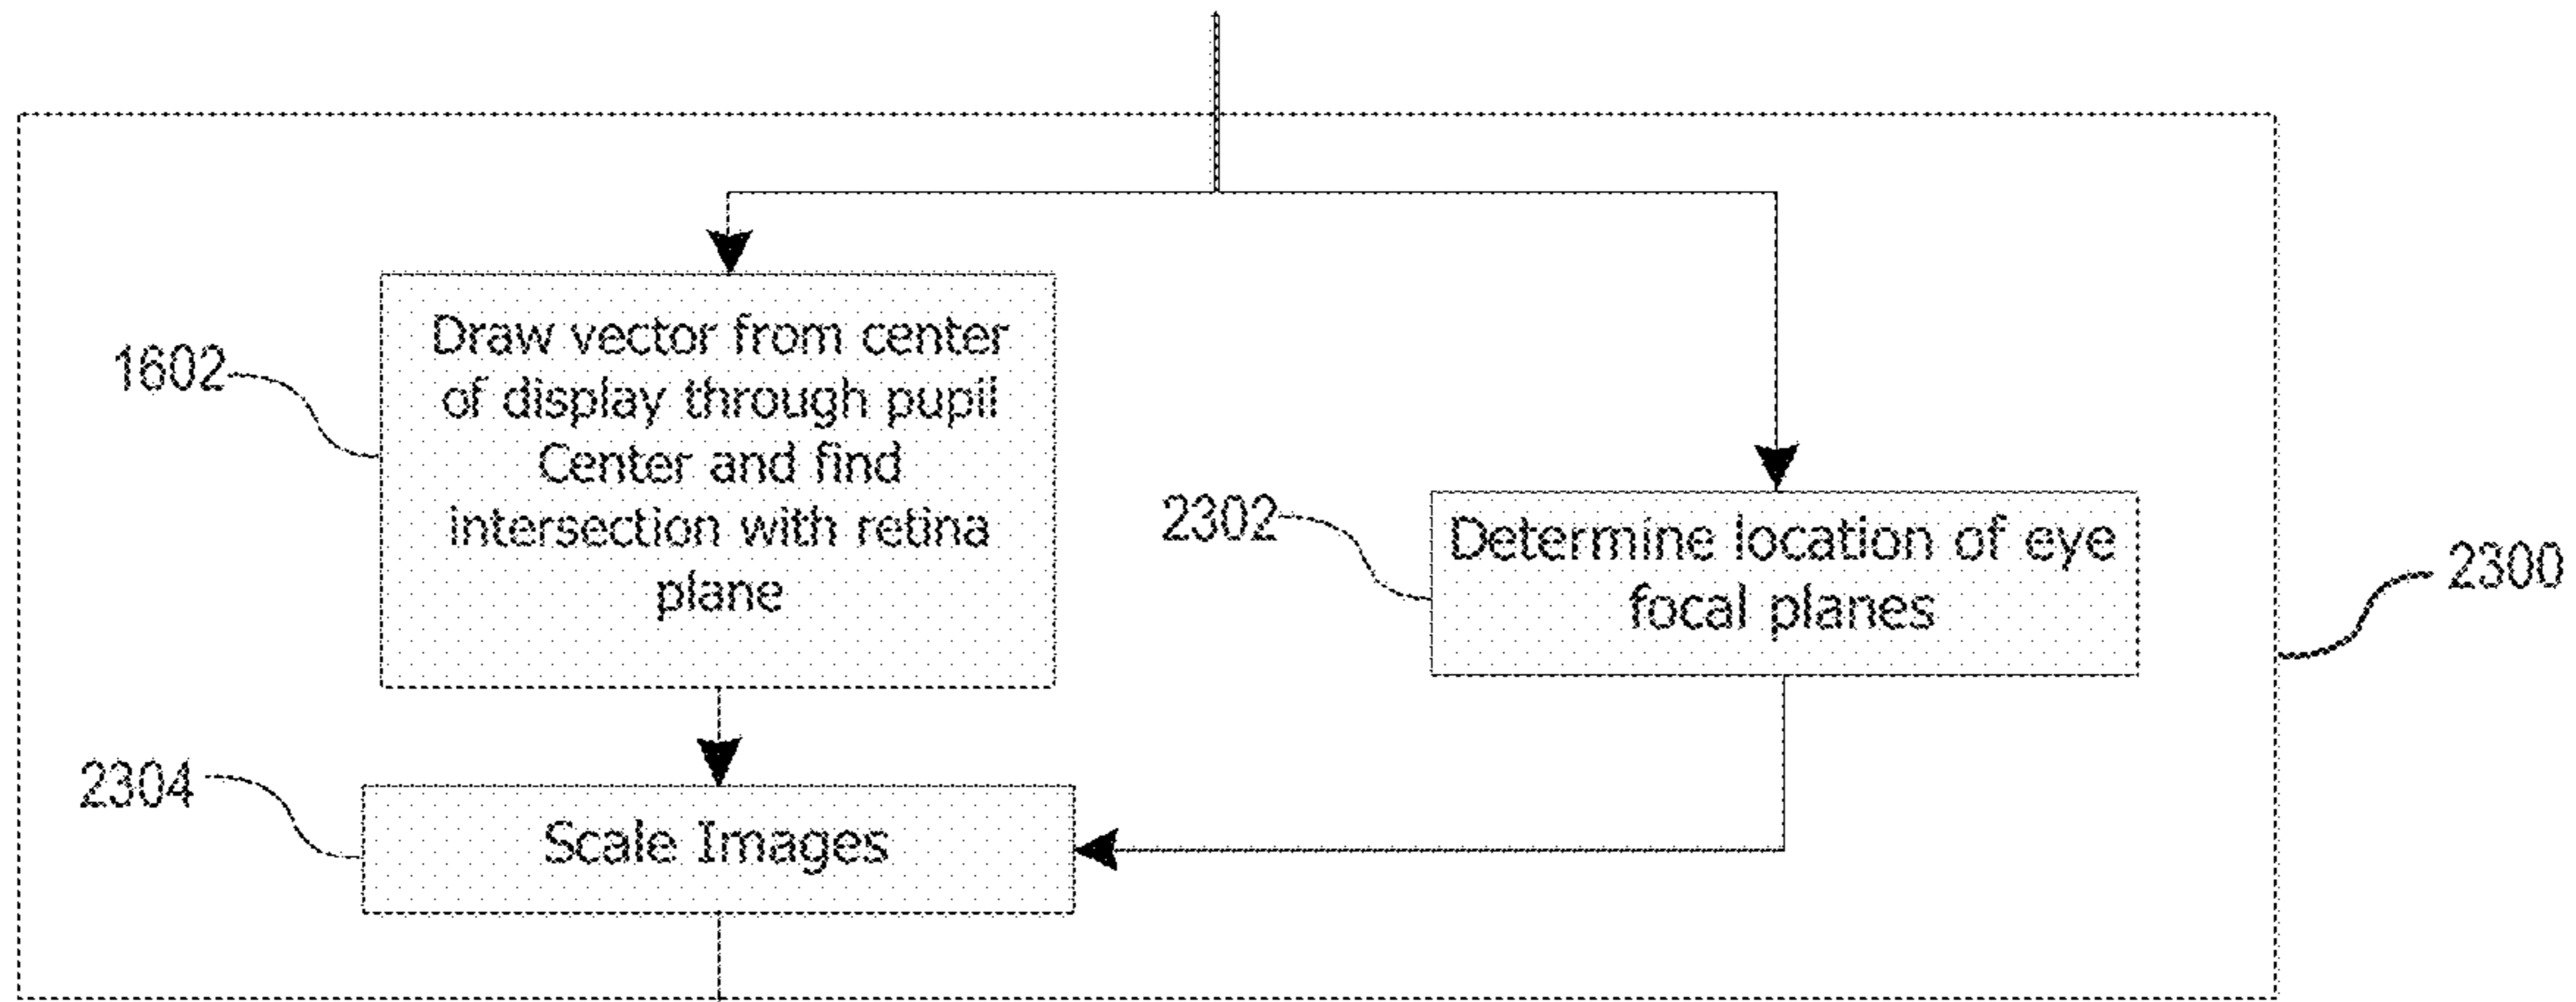 1602
Draw vector from center
of display through pupil
Center and find
intersection with retina
plane
2302
Determine location of eye
focal planes
2300
2304
Scale Images